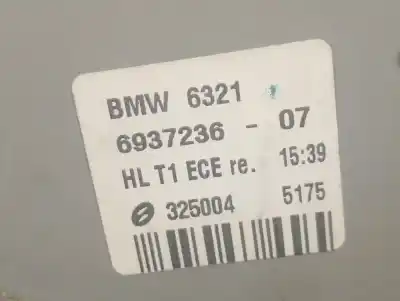 BMW 6321
6937236 - 07
HL T1 ECE re. 15:39
325004 5175